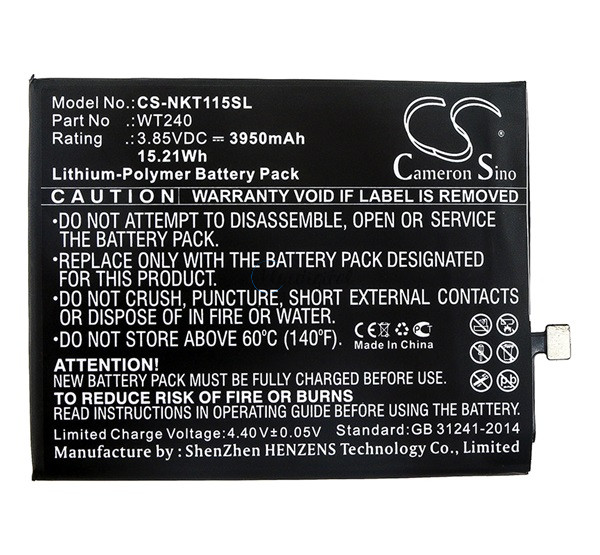 Model No.:CS-NKT115SL
Part No.:WT240
Rating :3.85VDC⎓3950mAh
15.21Wh
Lithium-Polymer Battery Pack
CS
Cameron Sino
CAUTION: WARRANTY VOID IF LABEL IS REMOVED
•DO NOT ATTEMPT TO DISASSEMBLE, OPEN OR SERVICE
THE BATTERY PACK.
•REPLACE ONLY WITH THE BATTERY PACK DESIGNATED
FOR THIS PRODUCT.
•DO NOT CRUSH, PUNCTURE, SHORT EXTERNAL CONTACTS
OR DISPOSE OF IN FIRE OR WATER.
•DO NOT STORE ABOVE 60°C (140°F).
CE
Made In China
ATTENTION!
NEW BATTERY PACK MUST BE FULLY CHARGED BEFORE USE
TO REDUCE RISK OF FIRE OR BURNS
READ INSTRUCTIONS AND OPERATING GUIDE BEFORE USING.
Limited Charge Voltage: 4.40V±0.05V Standard:GB 31241-2014
Manufacture by : ShenZhen HENZENS Technology Co., Limited